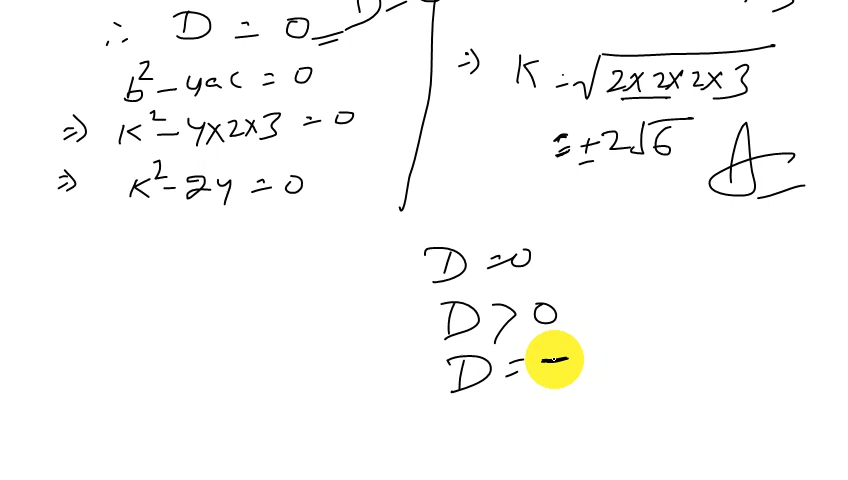 ∴ D = 0
b² - 4ac = 0
⇒ K² - 4×2×3 = 0
⇒ K² - 24 = 0
⇒ K = √2×2×2×3
= ±2√6 A
D = 0
D > 0
D = -